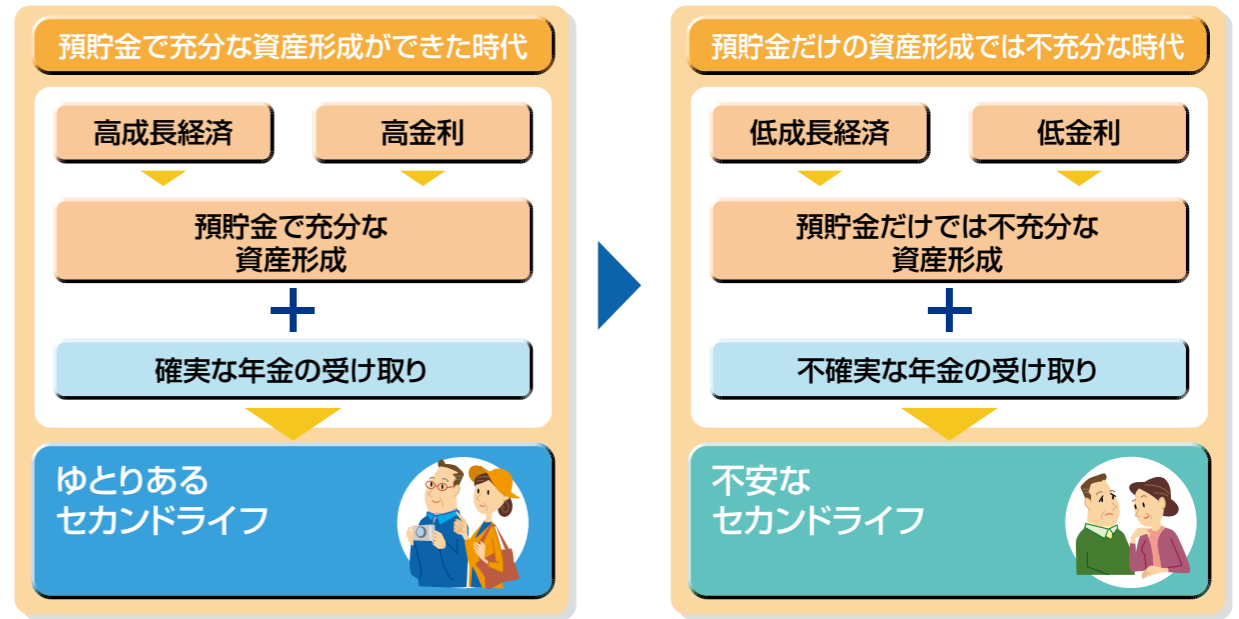 預貯金で充分な資産形成ができた時代
高成長経済
高金利
預貯金で充分な
資産形成
＋
確実な年金の受け取り
ゆとりある
セカンドライフ
預貯金だけの資産形成では不充分な時代
低成長経済
低金利
預貯金だけでは不充分な
資産形成
＋
不確実な年金の受け取り
不安な
セカンドライフ